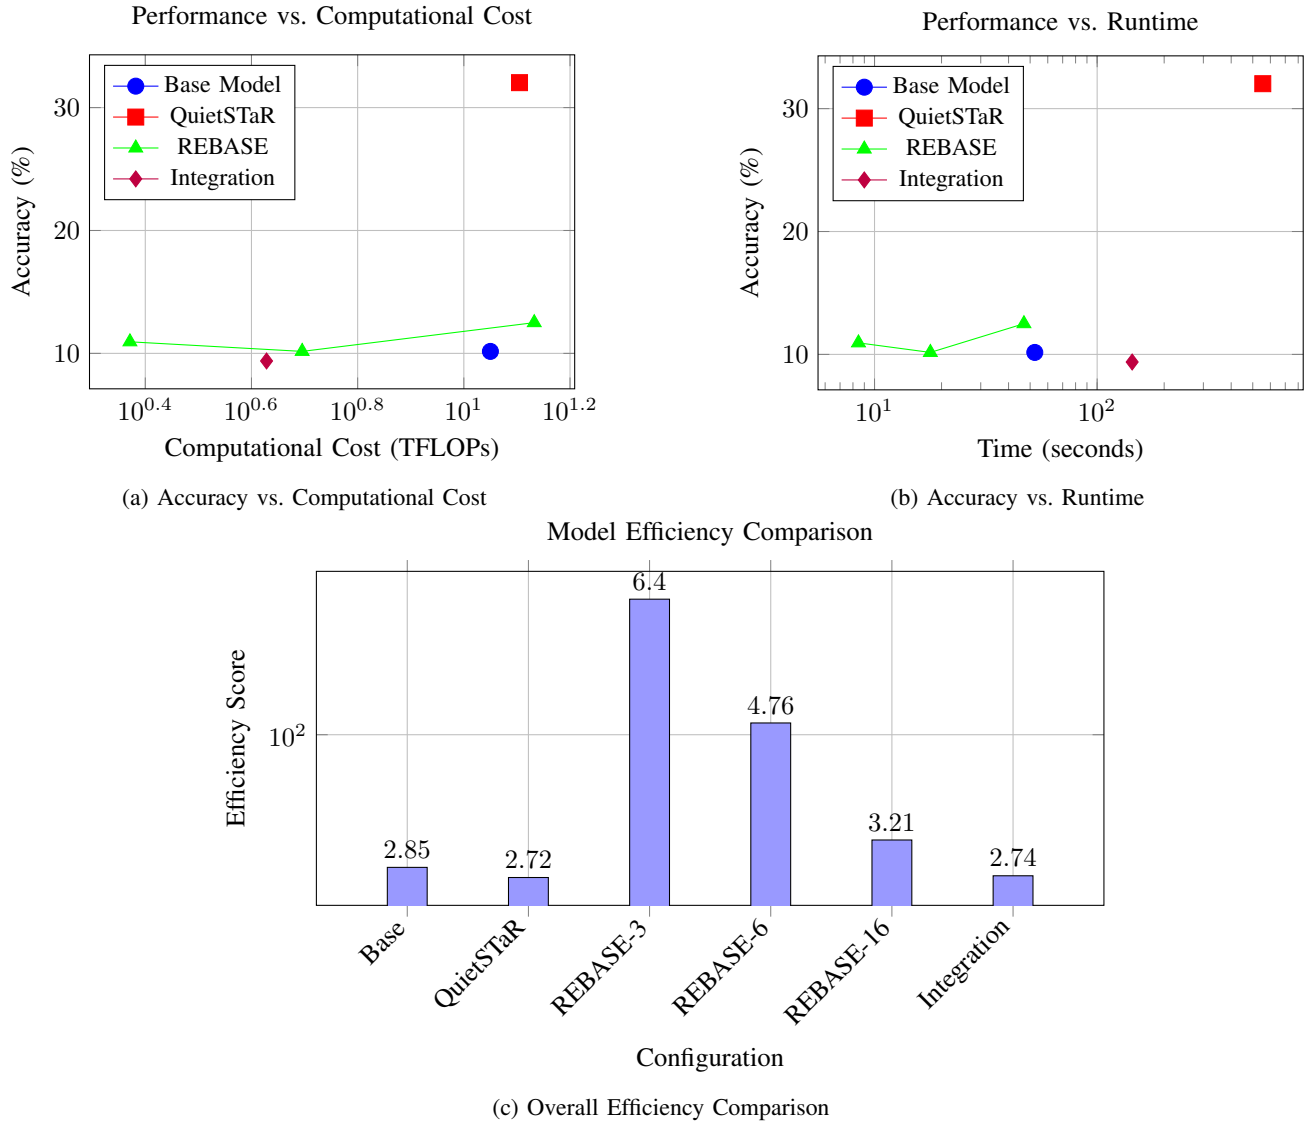 Performance vs. Computational Cost
Base Model
QuietSTaR
REBASE
Integration
30
20
10
Accuracy (%)
10^0.4 10^0.6 10^0.8 10^1 10^1.2
Computational Cost (TFLOPs)
(a) Accuracy vs. Computational Cost
Performance vs. Runtime
Base Model
QuietSTaR
REBASE
Integration
30
20
10
Accuracy (%)
10^1 10^2
Time (seconds)
(b) Accuracy vs. Runtime
Model Efficiency Comparison
Efficiency Score
10^2
2.85
2.72
6.4
4.76
3.21
2.74
Base
QuietSTaR
REBASE-3
REBASE-6
REBASE-16
Integration
Configuration
(c) Overall Efficiency Comparison